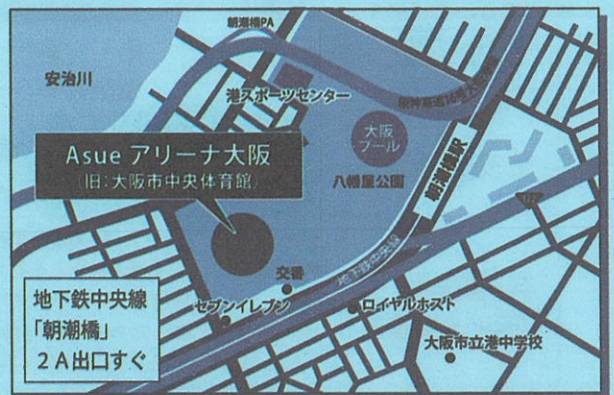 朝潮橋PA
安治川
港スポーツセンター
阪神高速16号大阪港線
大阪
プール
Asue アリーナ大阪
(旧:大阪市中央体育館)
八幡屋公園
朝潮橋駅
172
地下鉄中央線
交番
セブンイレブン
ロイヤルホスト
大阪市立港中学校
地下鉄中央線
「朝潮橋」
2A出口すぐ